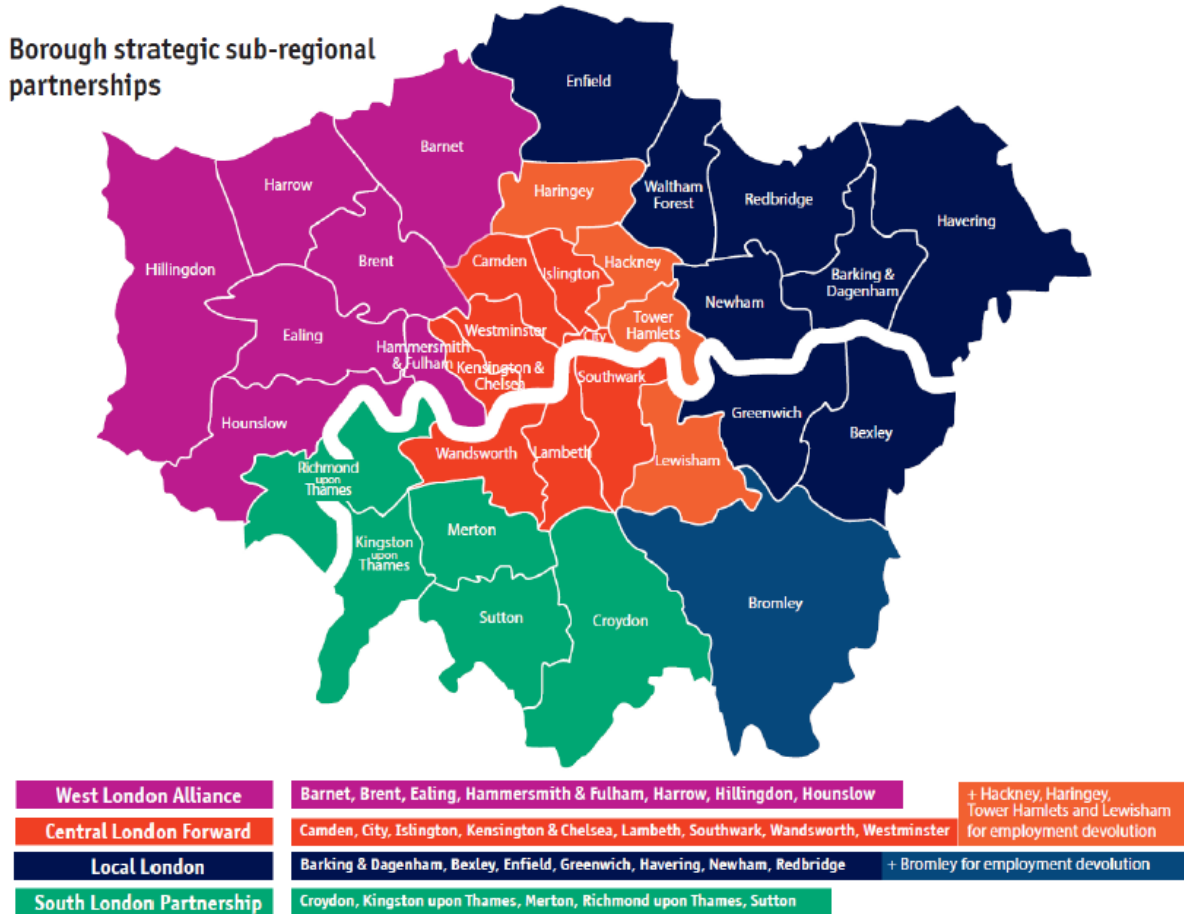 Borough strategic sub-regional
partnerships
Enfield
Barnet
Harrow
Haringey
Waltham
Forest
Redbridge
Havering
Hillingdon
Brent
Camden
Islington
Hackney
Barking &
Dagenham
Newham
Ealing
Westminster
Tower
Hamlets
City
Hammersmith
& Fulham
Kensington &
Chelsea
Southwark
Hounslow
Greenwich
Bexley
Wandsworth
Lambeth
Lewisham
Richmond
upon
Thames
Merton
Kingston
upon
Thames
Sutton
Croydon
Bromley
West London Alliance
Barnet, Brent, Ealing, Hammersmith & Fulham, Harrow, Hillingdon, Hounslow
+ Hackney, Haringey,
Tower Hamlets and Lewisham
for employment devolution
Central London Forward
Camden, City, Islington, Kensington & Chelsea, Lambeth, Southwark, Wandsworth, Westminster
Local London
Barking & Dagenham, Bexley, Enfield, Greenwich, Havering, Newham, Redbridge
+ Bromley for employment devolution
South London Partnership
Croydon, Kingston upon Thames, Merton, Richmond upon Thames, Sutton